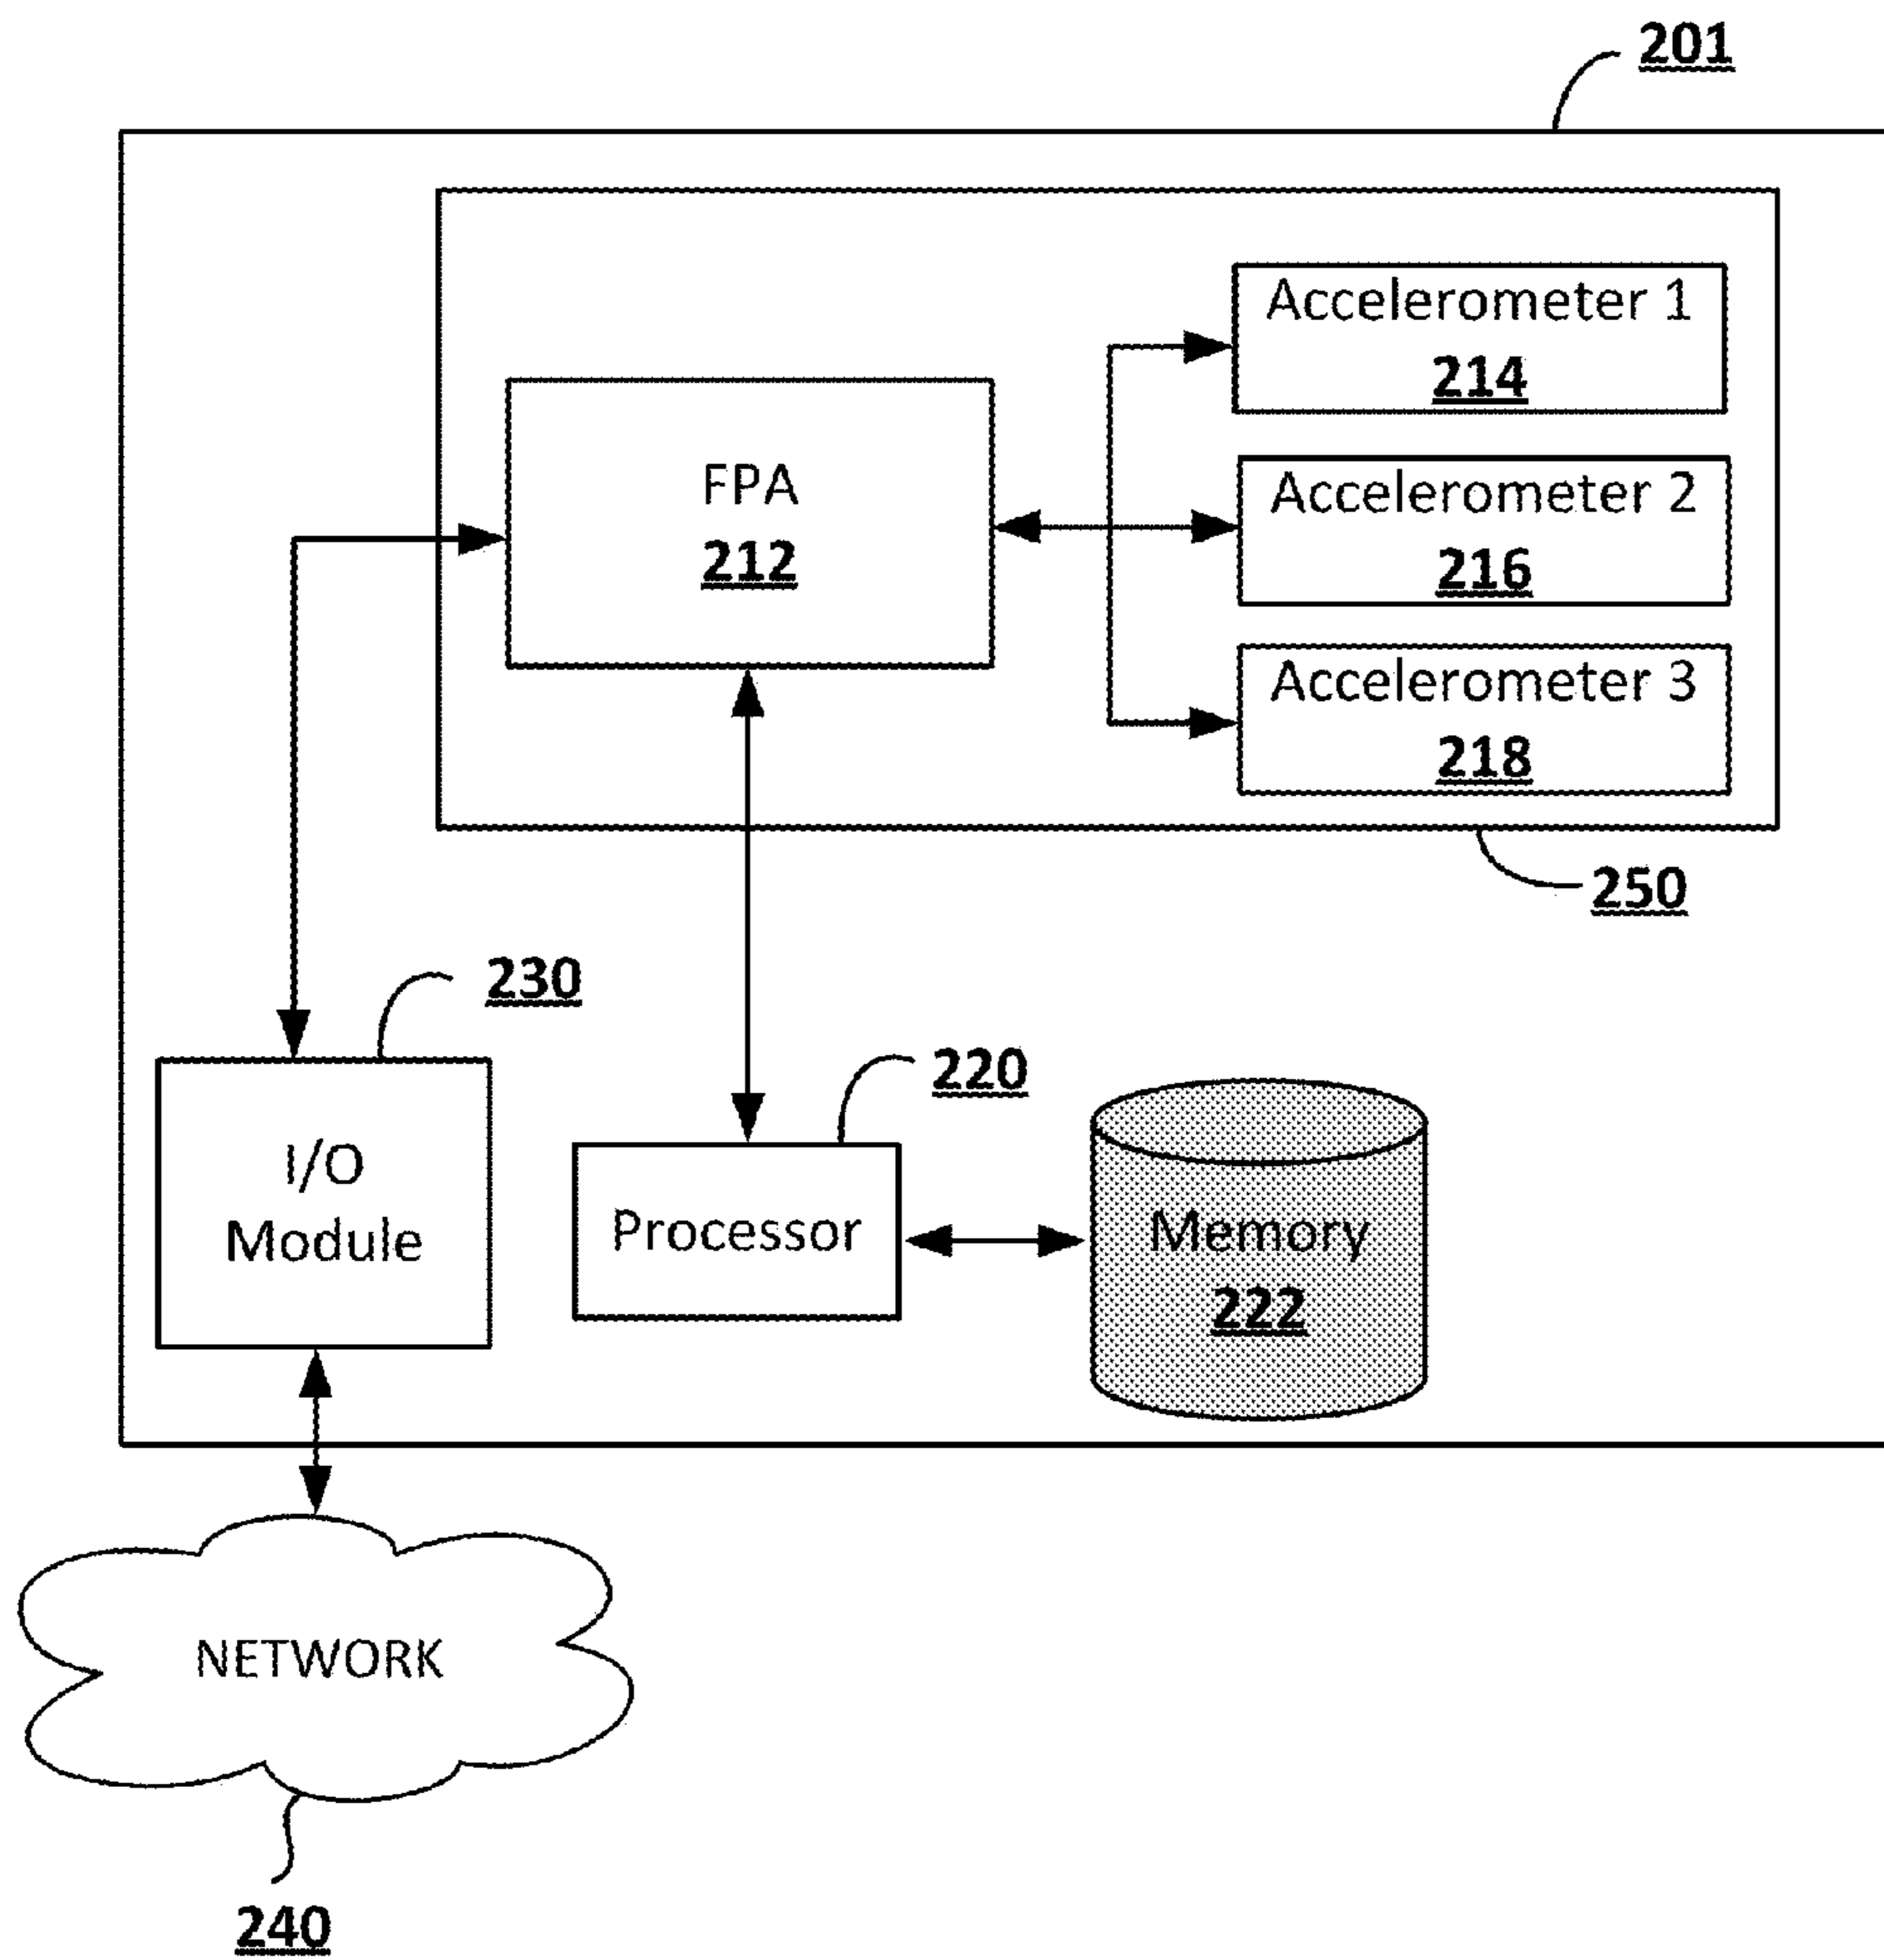 201
Accelerometer 1
214
FPA
212
Accelerometer 2
216
Accelerometer 3
218
250
230
220
I/O
Module
Processor
Memory
222
NETWORK
240